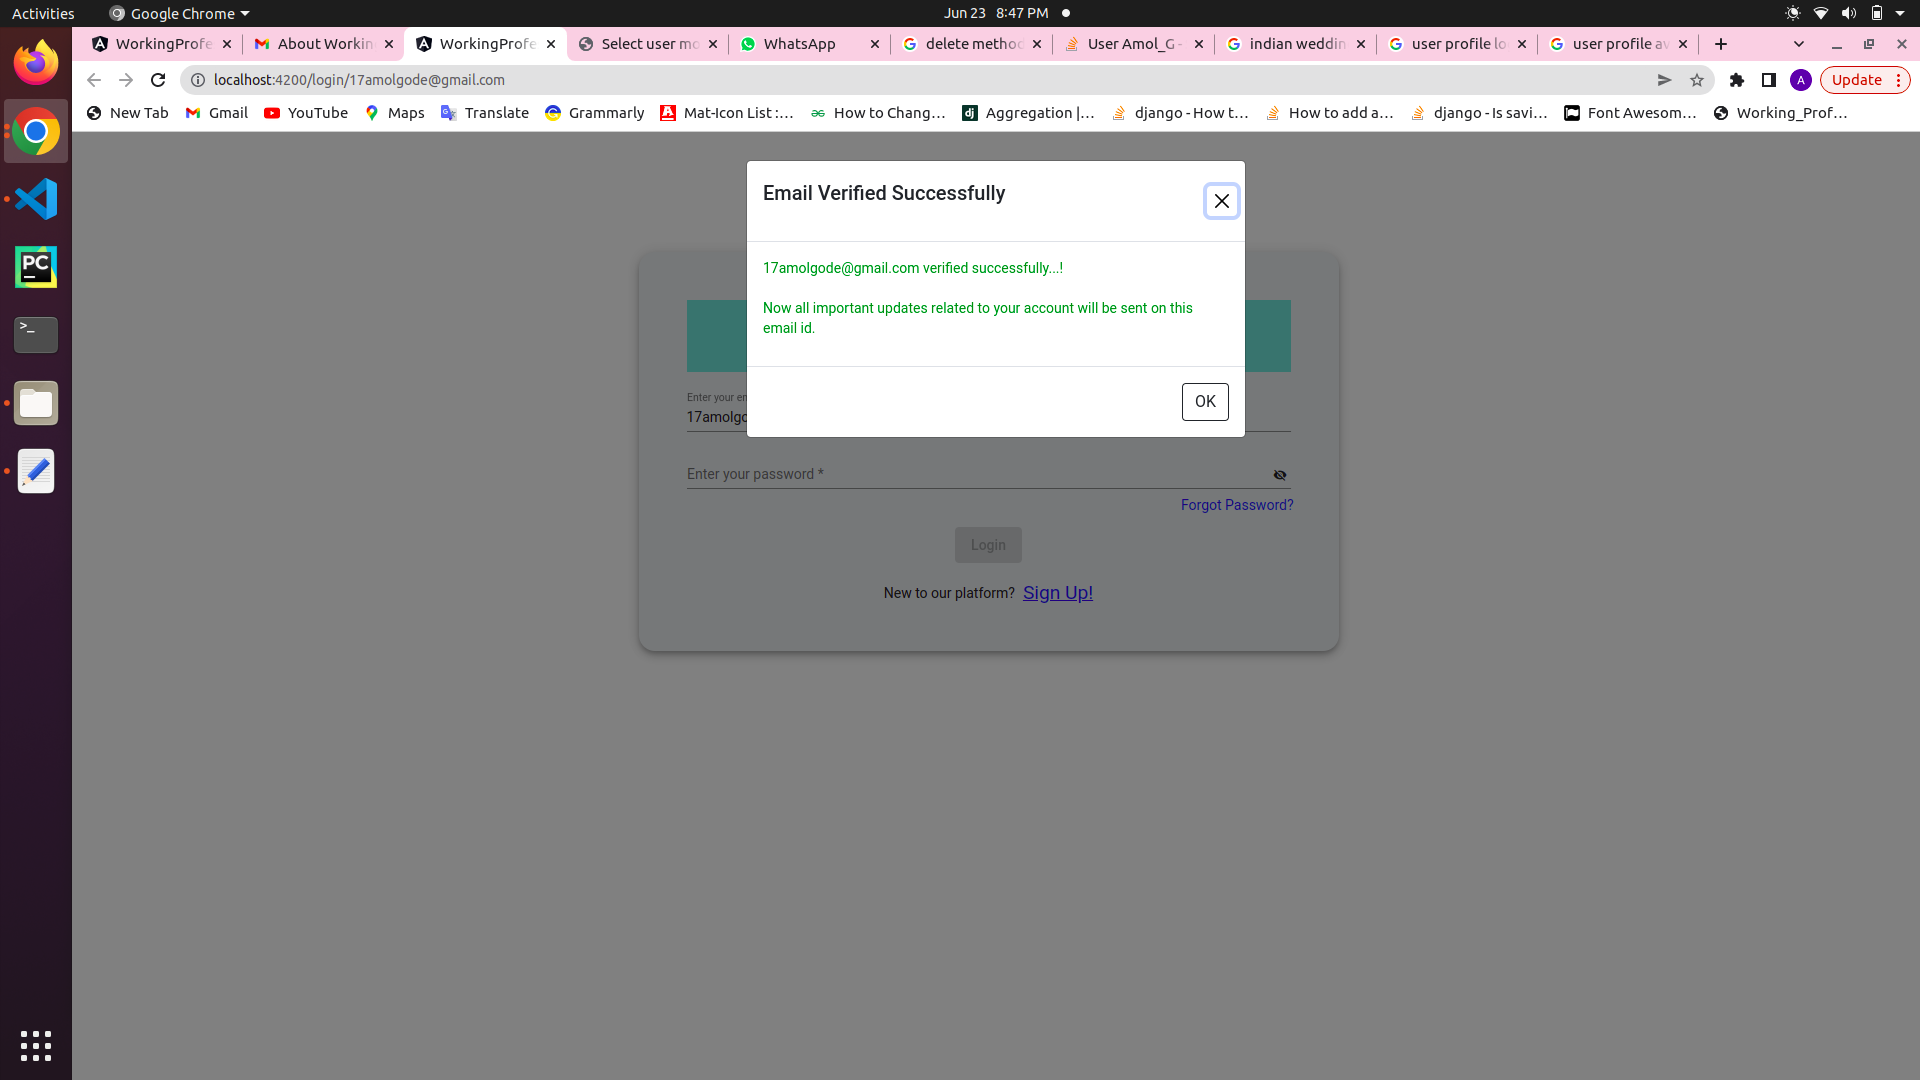 Activities
Google Chrome
Jun 23 8:47 PM
WorkingProfe
About Workin
WorkingProfe
Select user mo
WhatsApp
delete metho
User Amol_G -
indian weddin
user profile lo
user profile av
localhost:4200/login/17amolgode@gmail.com
A
Update
New Tab
Gmail
YouTube
Maps
Translate
Grammarly
Mat-Icon List :...
How to Chang...
Aggregation |...
django - How t...
How to add a...
django - Is savi...
Font Awesom...
Working_Prof...
Email Verified Successfully
17amolgode@gmail.com verified successfully...!
Now all important updates related to your account will be sent on this
email id.
OK
Enter your em
17amolgo
Enter your password *
Forgot Password?
Login
New to our platform? Sign Up!